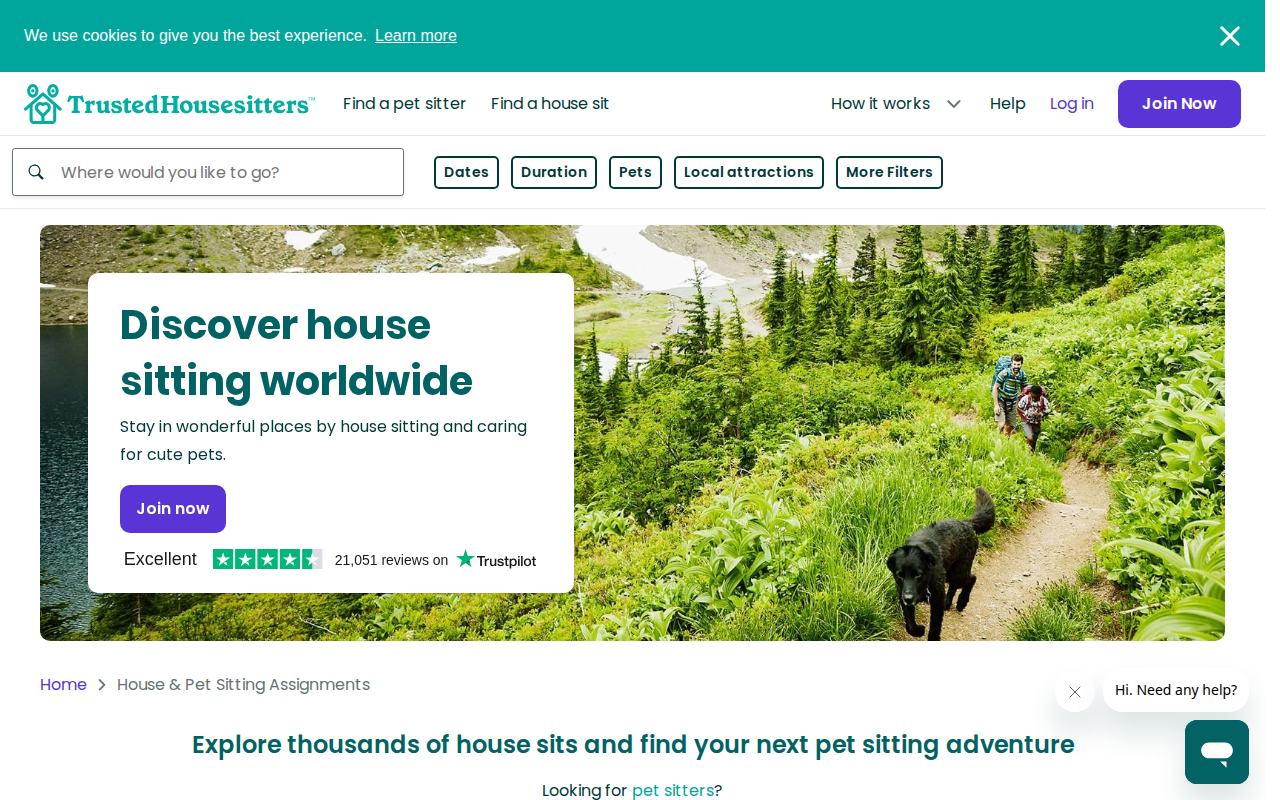 We use cookies to give you the best experience. Learn more
TrustedHousesitters™
Find a pet sitter
Find a house sit
How it works
Help
Log in
Join Now
Where would you like to go?
Dates
Duration
Pets
Local attractions
More Filters
Discover house
sitting worldwide
Stay in wonderful places by house sitting and caring
for cute pets.
Join now
Excellent
21,051 reviews on
Trustpilot
Home
House & Pet Sitting Assignments
Hi. Need any help?
Explore thousands of house sits and find your next pet sitting adventure
Looking for pet sitters?